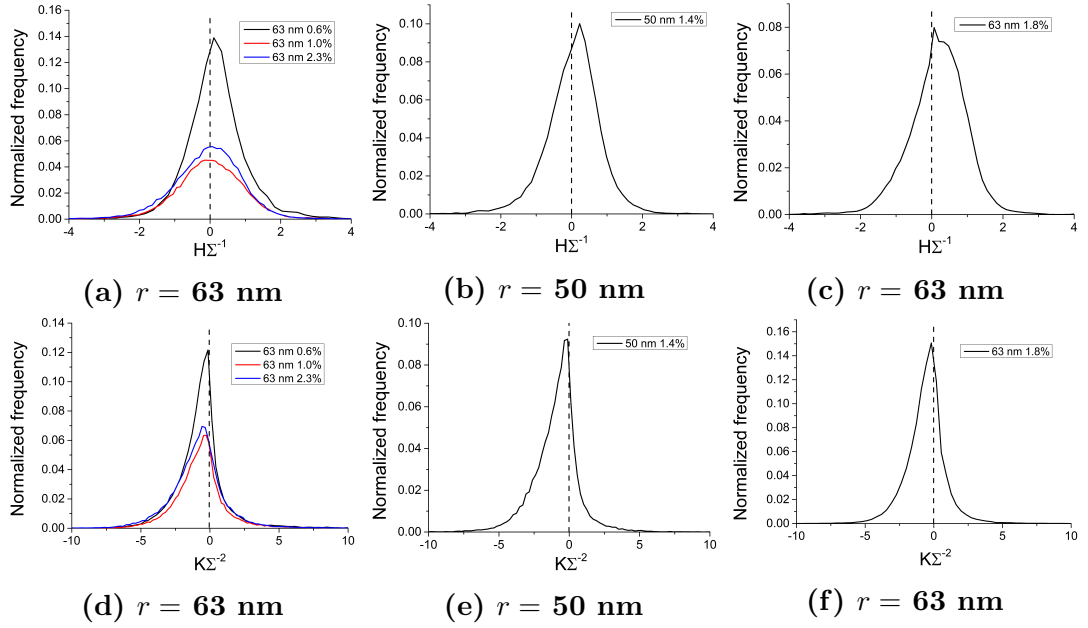 Normalized frequency
0.16
0.14
0.12
0.10
0.08
0.06
0.04
0.02
0.00
-4 -2 0 2 4
HΣ⁻¹
63 nm 0.6%
63 nm 1.0%
63 nm 2.3%
(a) r = 63 nm
Normalized frequency
0.10
0.08
0.06
0.04
0.02
0.00
-4 -2 0 2 4
HΣ⁻¹
50 nm 1.4%
(b) r = 50 nm
Normalized frequency
0.08
0.06
0.04
0.02
0.00
-4 -2 0 2 4
HΣ⁻¹
63 nm 1.8%
(c) r = 63 nm
Normalized frequency
0.14
0.12
0.10
0.08
0.06
0.04
0.02
0.00
-10 -5 0 5 10
KΣ⁻²
63 nm 0.6%
63 nm 1.0%
63 nm 2.3%
(d) r = 63 nm
Normalized frequency
0.10
0.08
0.06
0.04
0.02
0.00
-10 -5 0 5 10
KΣ⁻²
50 nm 1.4%
(e) r = 50 nm
Normalized frequency
0.16
0.14
0.12
0.10
0.08
0.06
0.04
0.02
0.00
-10 -5 0 5 10
KΣ⁻²
63 nm 1.8%
(f) r = 63 nm